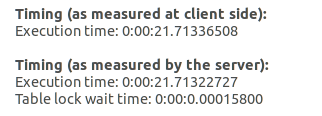 Timing (as measured at client side):
Execution time: 0:00:21.71336508
Timing (as measured by the server):
Execution time: 0:00:21.71322727
Table lock wait time: 0:00:0.00015800